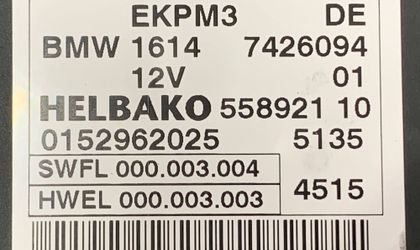 EKPM3 DE
BMW 1614 7426094
12V 01
HELBAKO 558921 10
0152962025 5135
SWFL 000.003.004
HWEL 000.003.003 4515